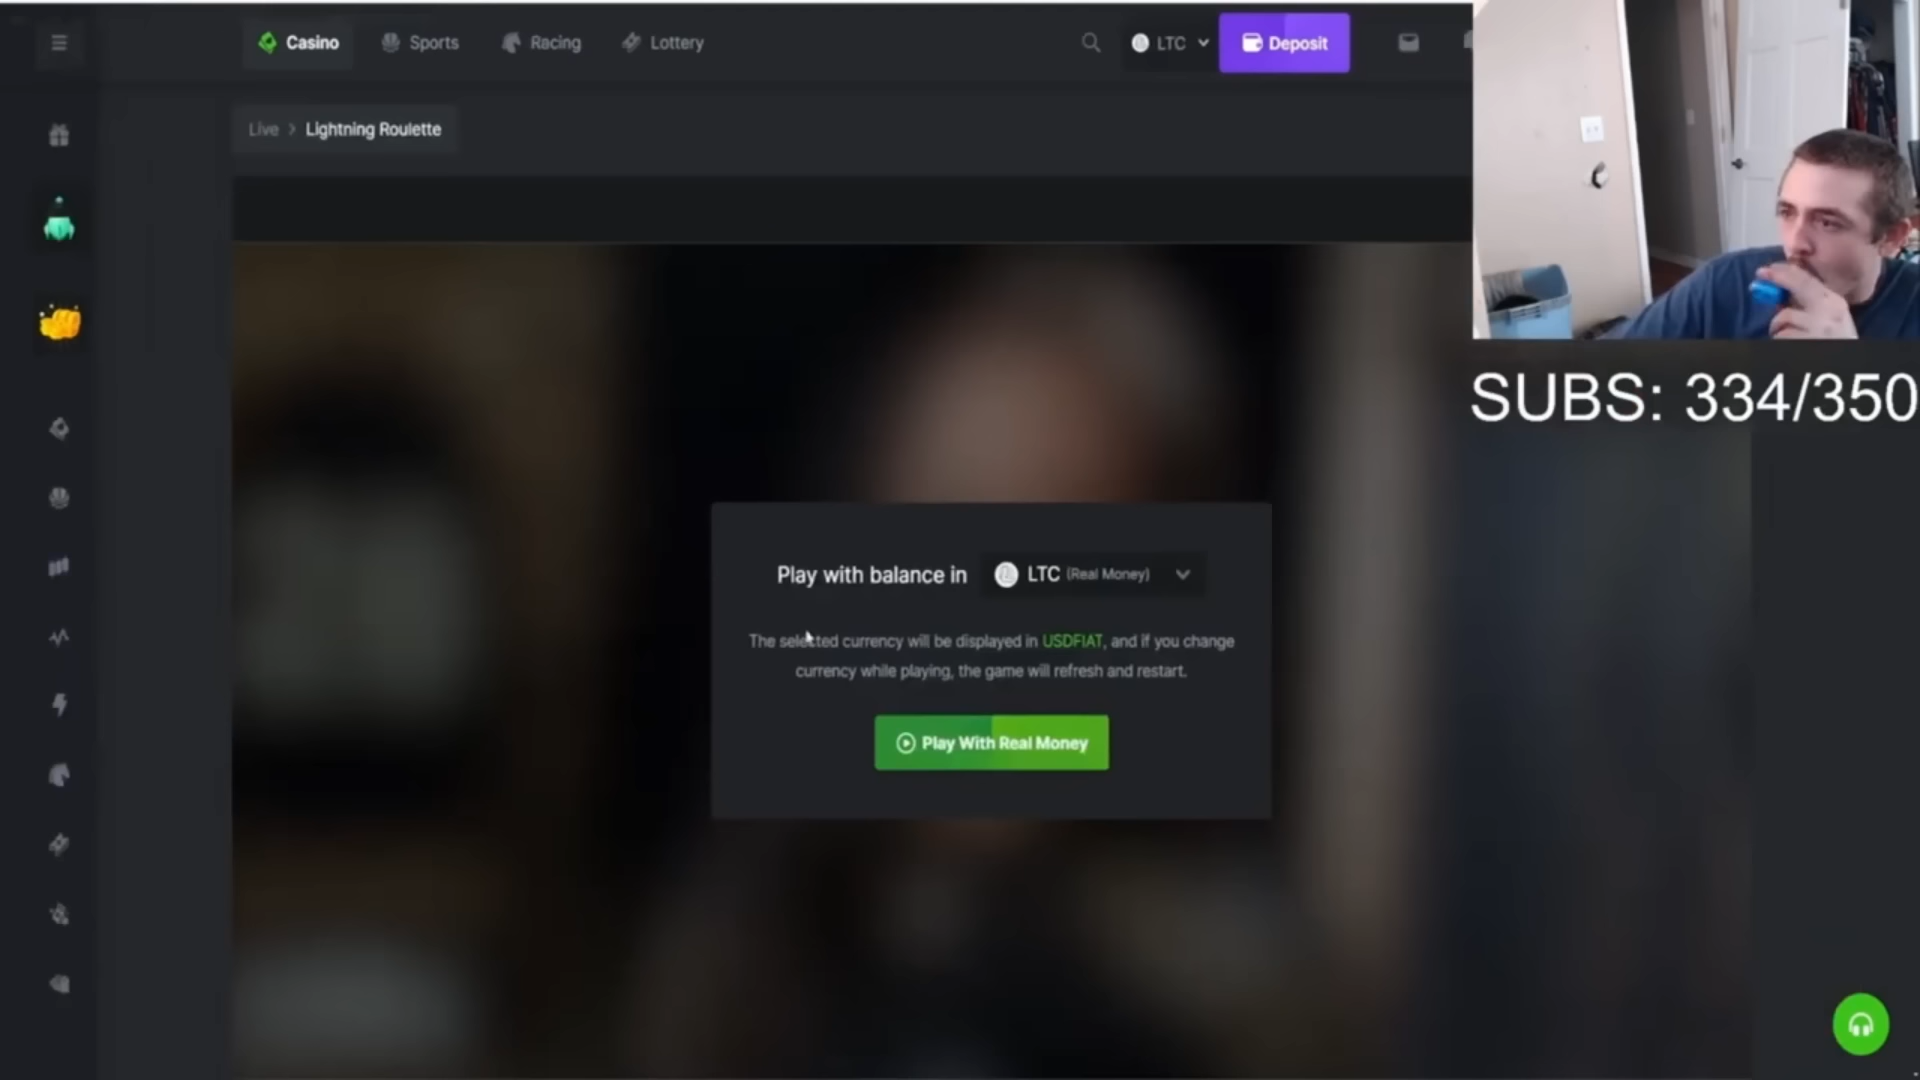 Casino Sports Racing Lottery LTC Deposit
Live > Lightning Roulette
SUBS: 334/350
Play with balance in LTC (Real Money)
The selected currency will be displayed in USDFIAT, and if you change
currency while playing, the game will refresh and restart.
Play With Real Money